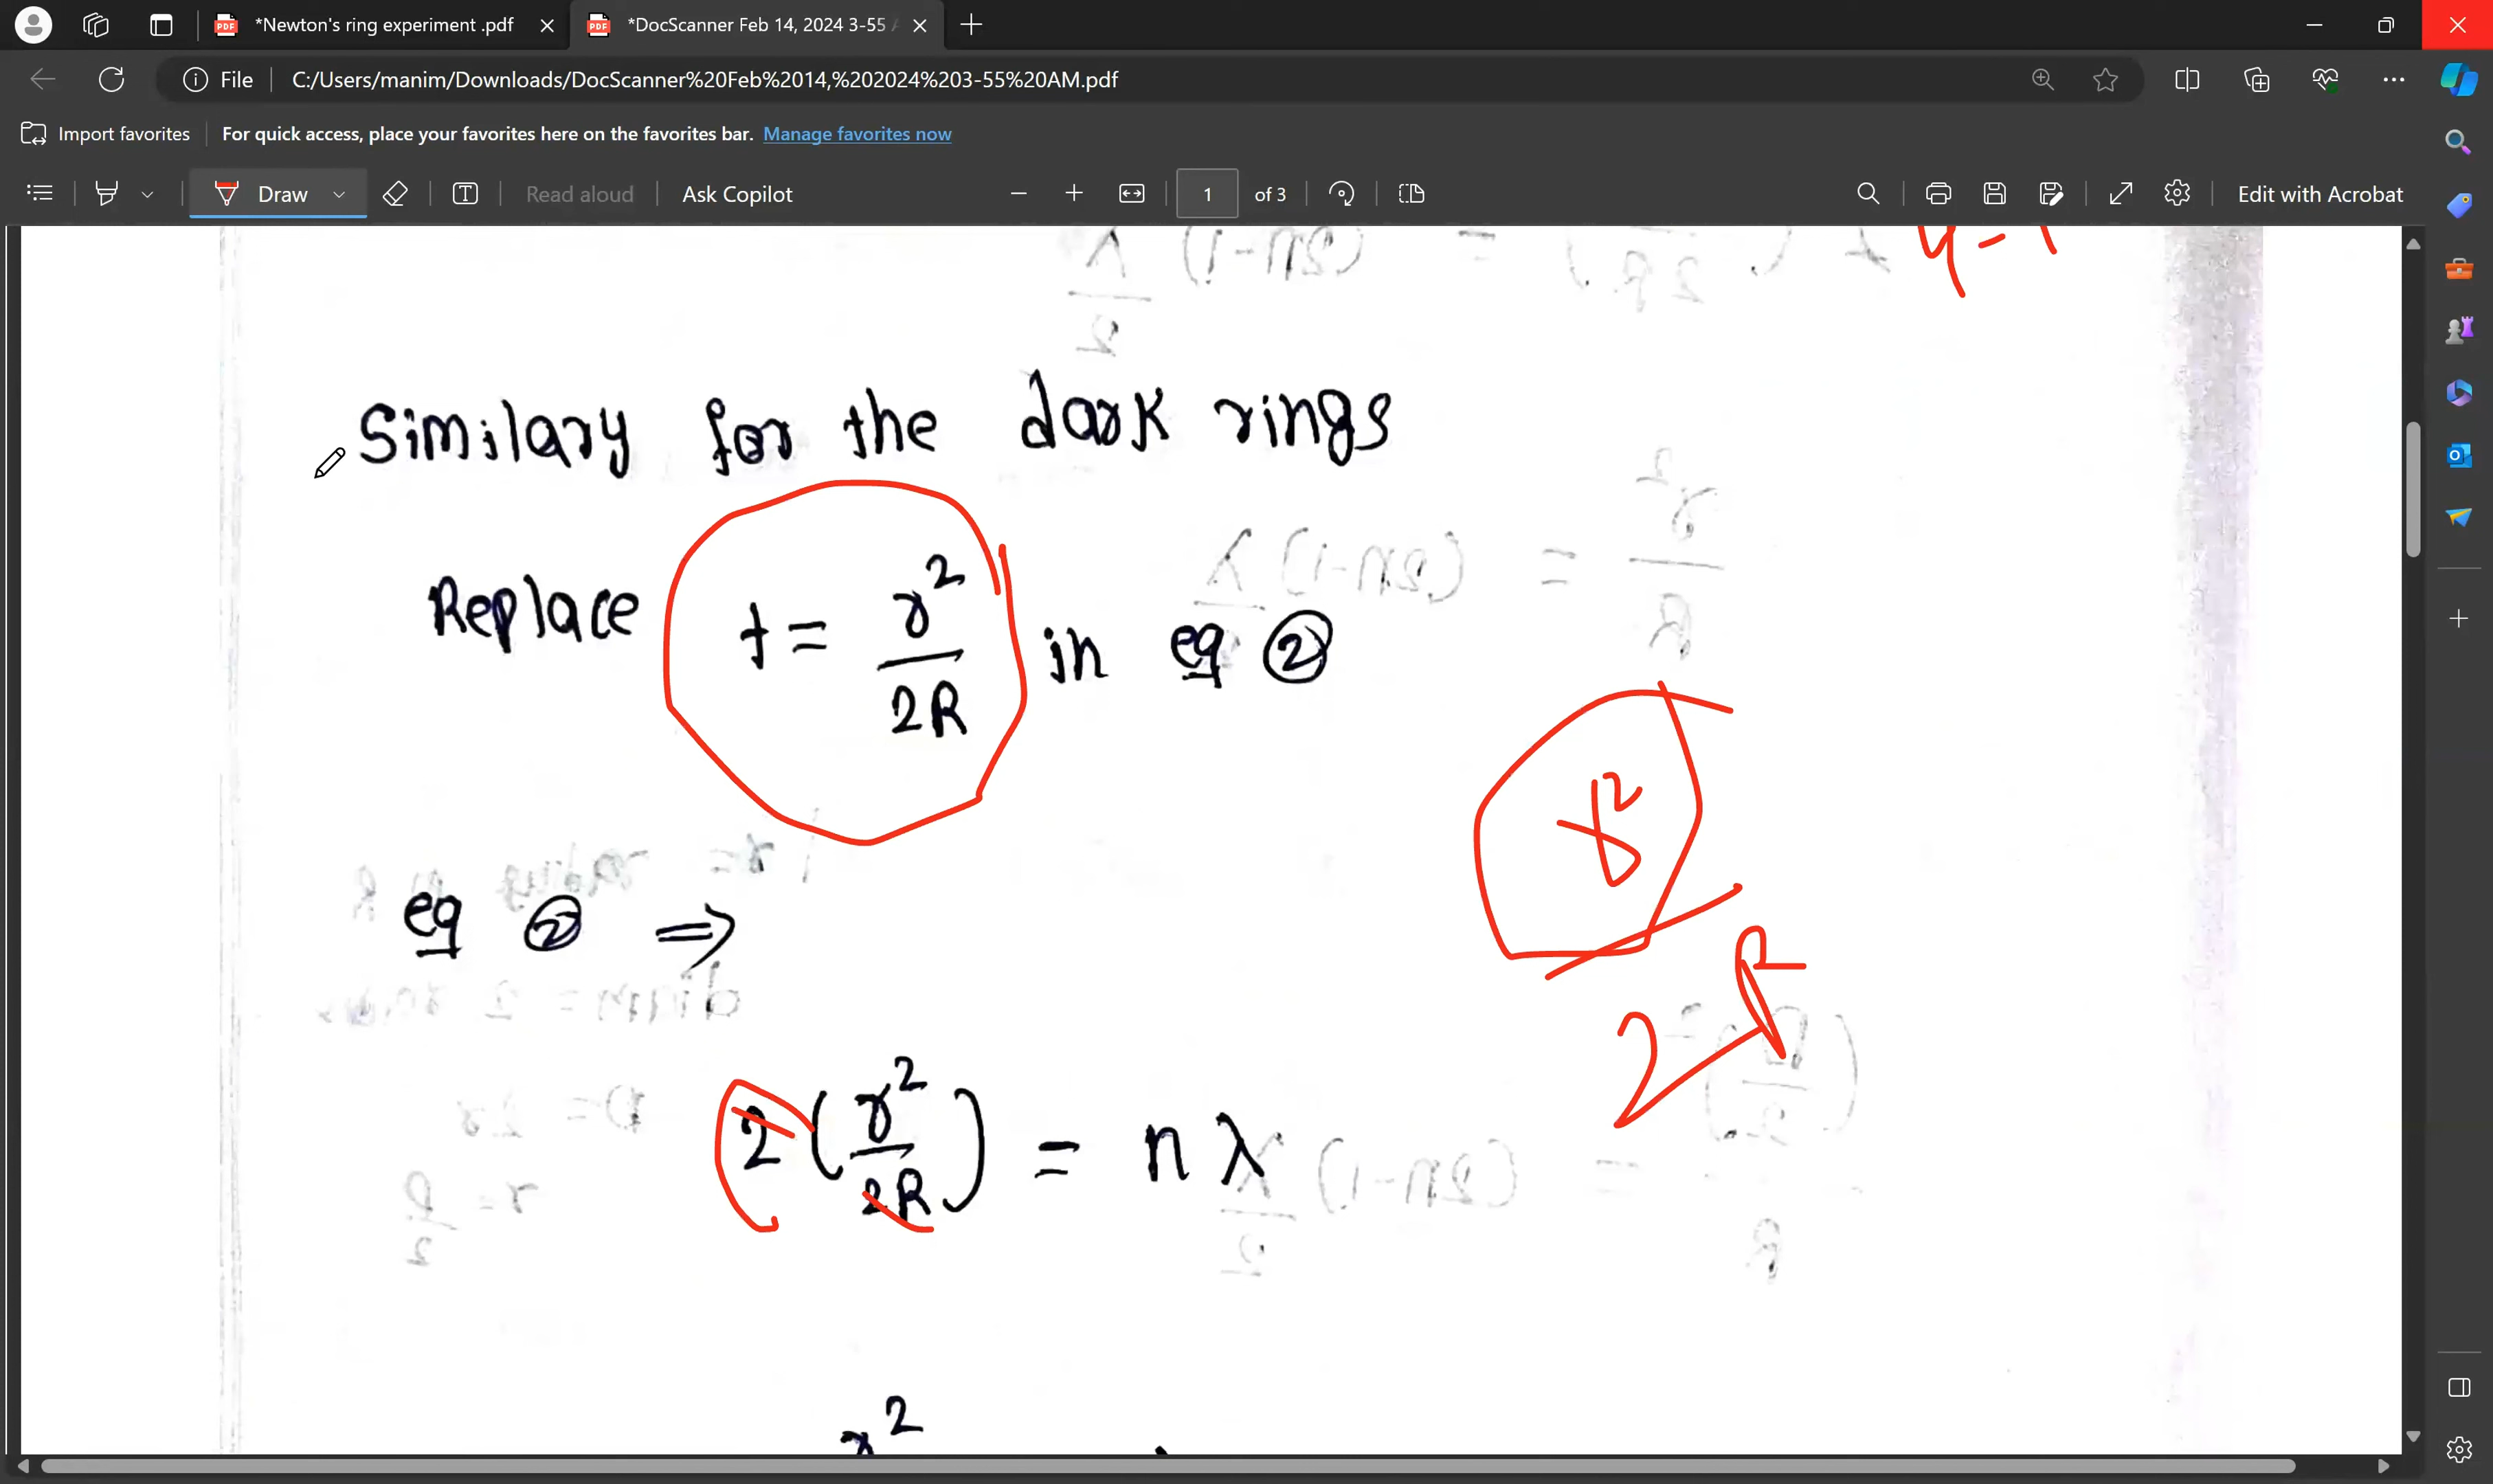 *Newton's ring experiment .pdf
*DocScanner Feb 14, 2024 3-55 A
File
C:/Users/manim/Downloads/DocScanner%20Feb%2014,%202024%203-55%20AM.pdf
Import favorites
For quick access, place your favorites here on the favorites bar. Manage favorites now
Draw
Read aloud
Ask Copilot
1 of 3
Edit with Acrobat
Similary for the dark rings
Replace t = r²/2R in eq ②
r²
2R
eq ② ⇒
2 (r²/2R) = n λ
r²